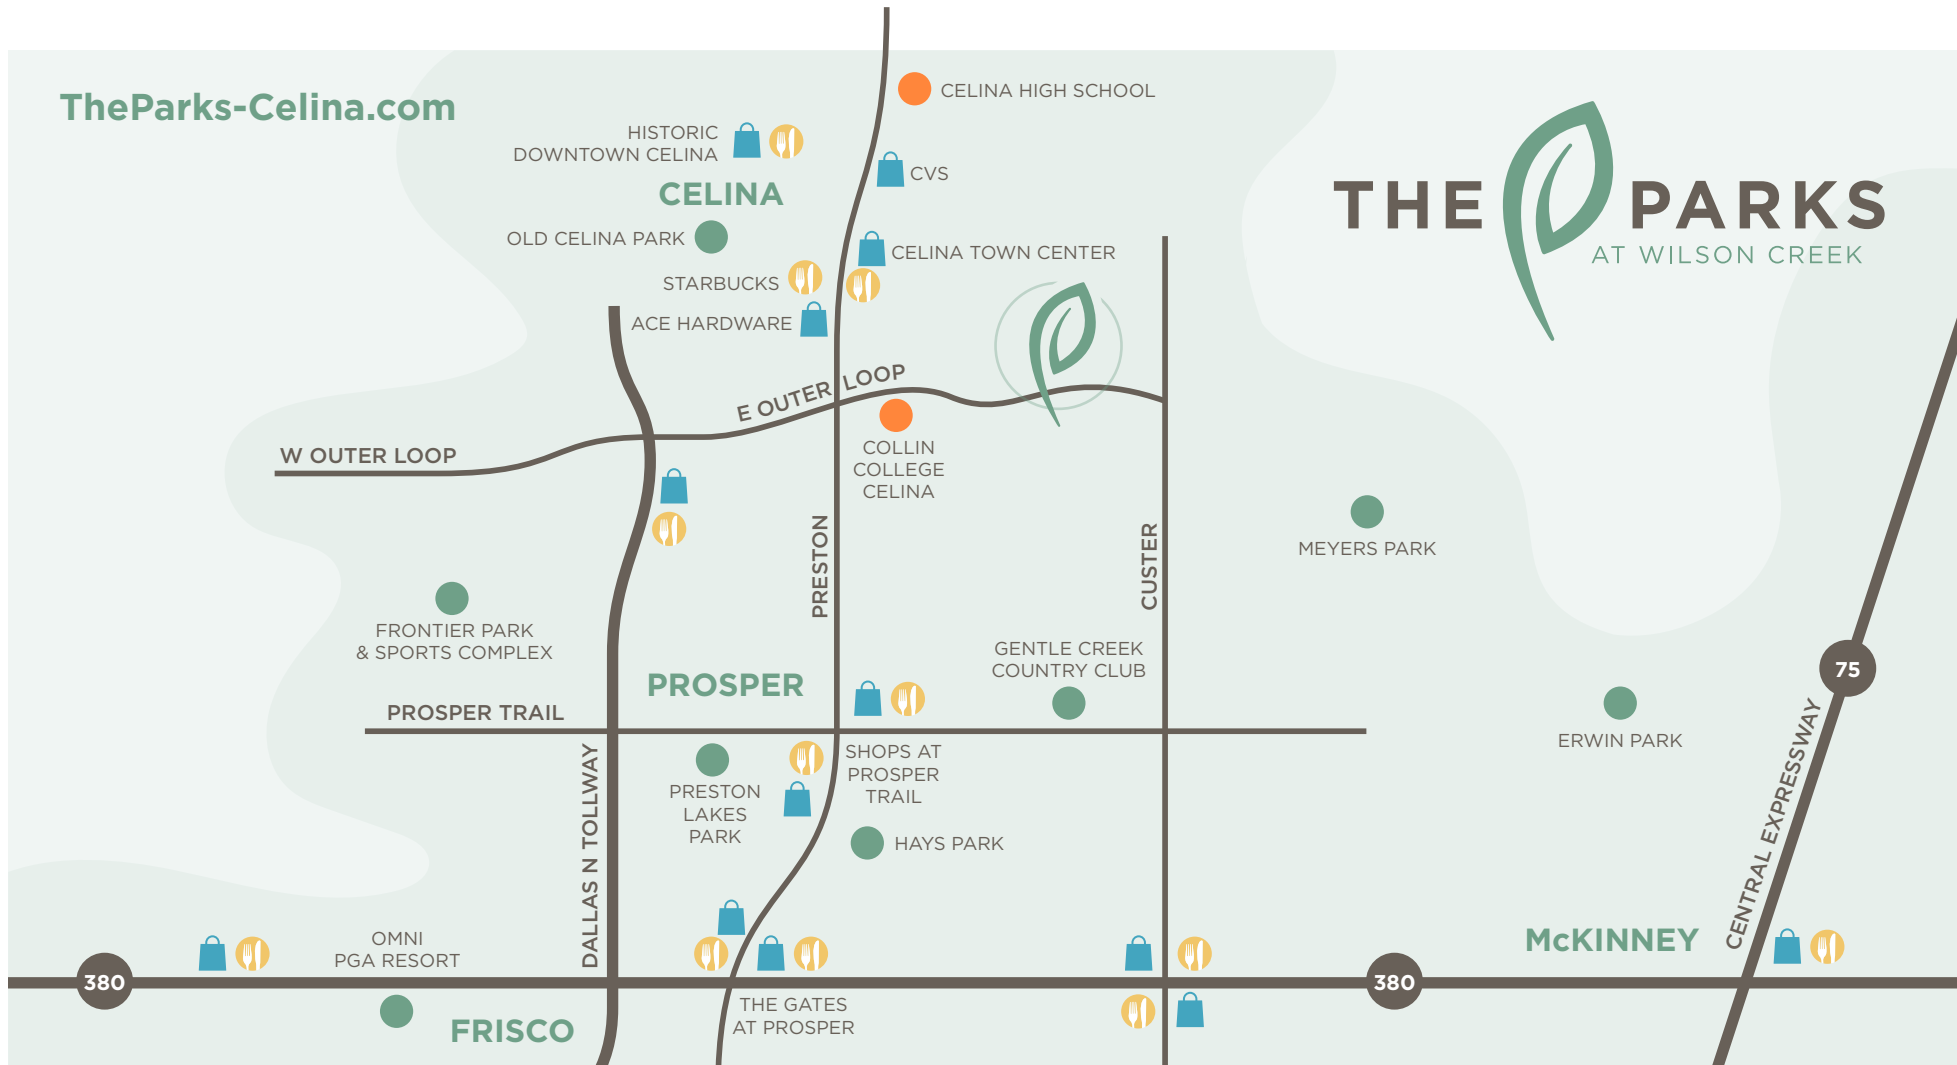 TheParks-Celina.com
CELINA HIGH SCHOOL
HISTORIC
DOWNTOWN CELINA
CVS
CELINA
THE PARKS
AT WILSON CREEK
OLD CELINA PARK
CELINA TOWN CENTER
STARBUCKS
ACE HARDWARE
E OUTER LOOP
W OUTER LOOP
COLLIN
COLLEGE
CELINA
PRESTON
CUSTER
MEYERS PARK
FRONTIER PARK
& SPORTS COMPLEX
GENTLE CREEK
COUNTRY CLUB
75
PROSPER
PROSPER TRAIL
ERWIN PARK
SHOPS AT
PROSPER
TRAIL
PRESTON
LAKES
PARK
HAYS PARK
DALLAS N TOLLWAY
CENTRAL EXPRESSWAY
OMNI
PGA RESORT
McKINNEY
380
380
THE GATES
AT PROSPER
FRISCO